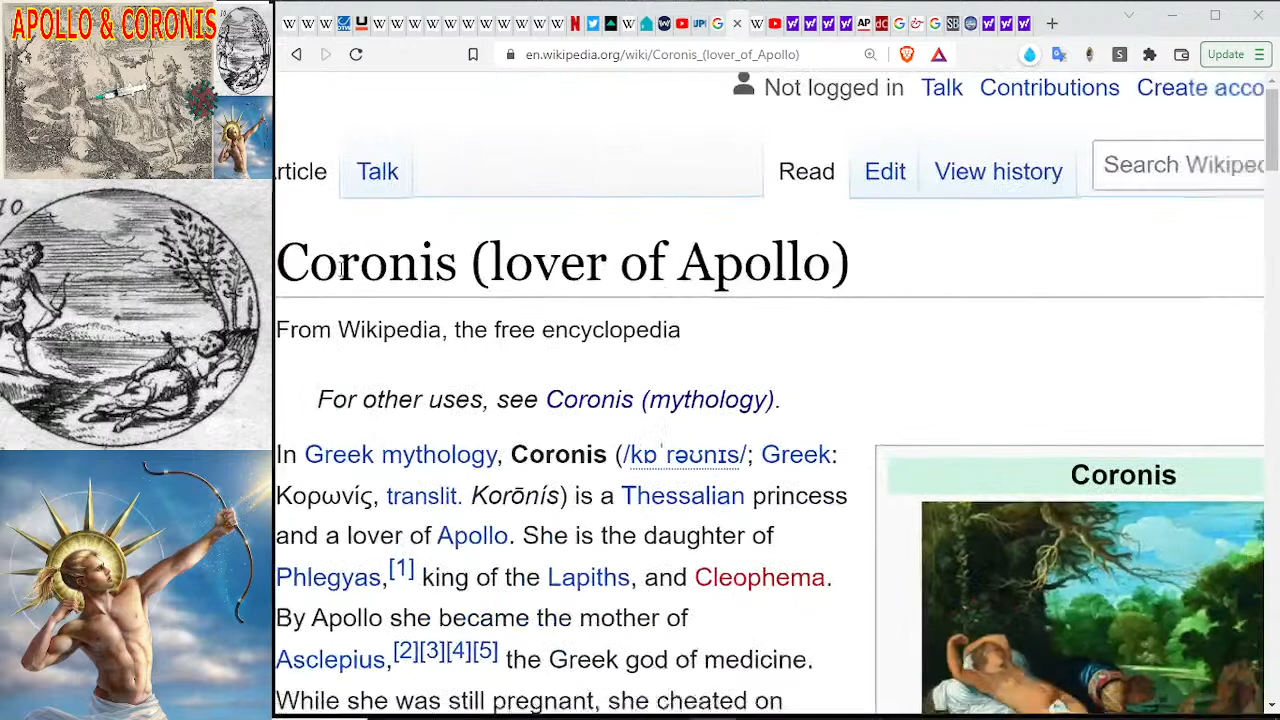 APOLLO & CORONIS
en.wikipedia.org/wiki/Coronis_(lover_of_Apollo)
Update
Not logged in Talk Contributions Create acco
rticle Talk Read Edit View history Search Wikiped
Coronis (lover of Apollo)
From Wikipedia, the free encyclopedia
For other uses, see Coronis (mythology).
In Greek mythology, Coronis (/kɒˈroʊnɪs/; Greek:
Κορωνίς, translit. Korōnís) is a Thessalian princess
and a lover of Apollo. She is the daughter of
Phlegyas,[1] king of the Lapiths, and Cleophema.
By Apollo she became the mother of
Asclepius,[2][3][4][5] the Greek god of medicine.
While she was still pregnant, she cheated on
Coronis
10